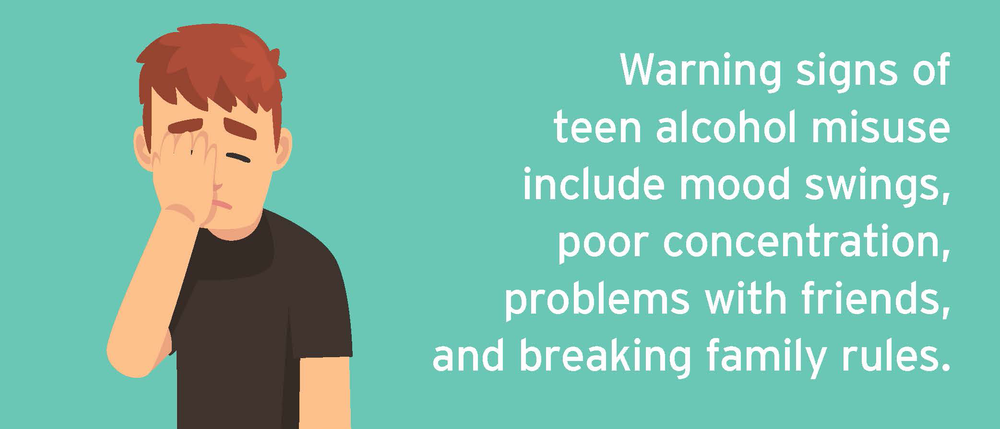 Warning signs of
teen alcohol misuse
include mood swings,
poor concentration,
problems with friends,
and breaking family rules.